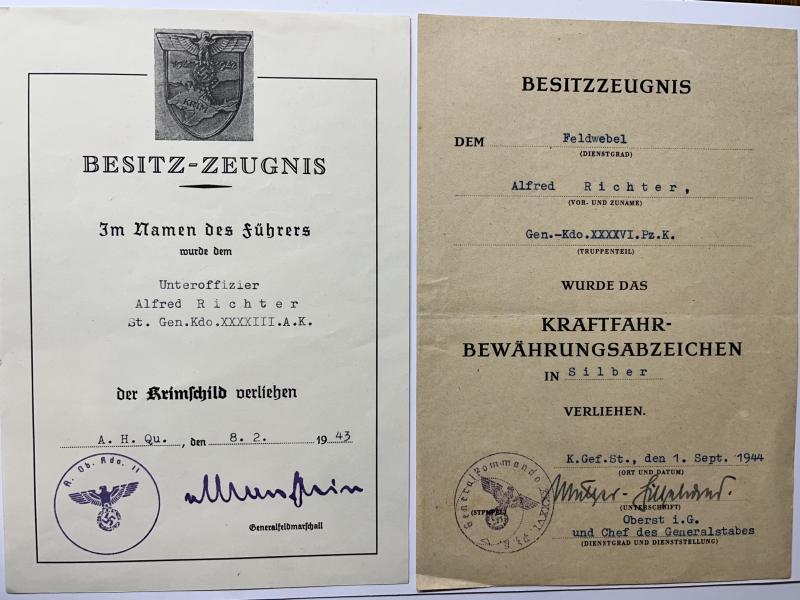 1941 1942
KRIM
BESITZ-ZEUGNIS
Im Namen des Führers
wurde dem
Unteroffizier
Alfred Richter
St. Gen.Kdo.XXXXIII.A.K.
der Krimschild verliehen
A. H. Qu. , den 8. 2. 1943
A. Ob. Kdo. 11
vManstein
Generalfeldmarschall
BESITZZEUGNIS
DEM Feldwebel
(DIENSTGRAD)
Alfred Richter,
(VOR- UND ZUNAME)
Gen.-Kdo.XXXXVI.Pz.K.
(TRUPPENTEIL)
WURDE DAS
KRAFTFAHR-
BEWÄHRUNGSABZEICHEN
IN Silber
VERLIEHEN.
K.Gef.St., den 1. Sept. 1944
(ORT UND DATUM)
Generalkommando XXXXVI. Pz. K.
(STEMPEL)
(UNTERSCHRIFT)
Oberst i.G.
und Chef des Generalstabes
(DIENSTGRAD UND DIENSTSTELLUNG)